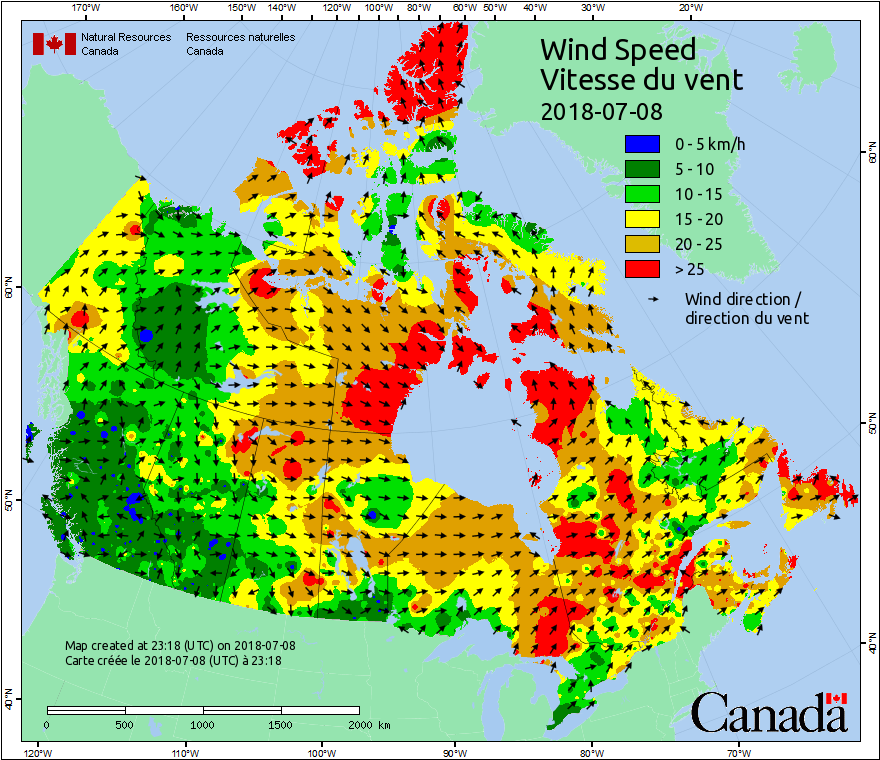 170°W 160°W 150°W 140°W 120°W 100°W 80°W 60°W 50°W 40°W 30°W 20°W
Natural Resources Ressources naturelles
Canada Canada
Wind Speed
Vitesse du vent
2018-07-08
0 - 5 km/h
5 - 10
10 - 15
15 - 20
20 - 25
> 25
Wind direction /
direction du vent
60°N
60°N
50°N
50°N
40°N
40°N
Map created at 23:18 (UTC) on 2018-07-08
Carte créée le 2018-07-08 (UTC) à 23:18
0 500 1000 1500 2000 km
Canada
120°W 110°W 100°W 90°W 80°W 70°W